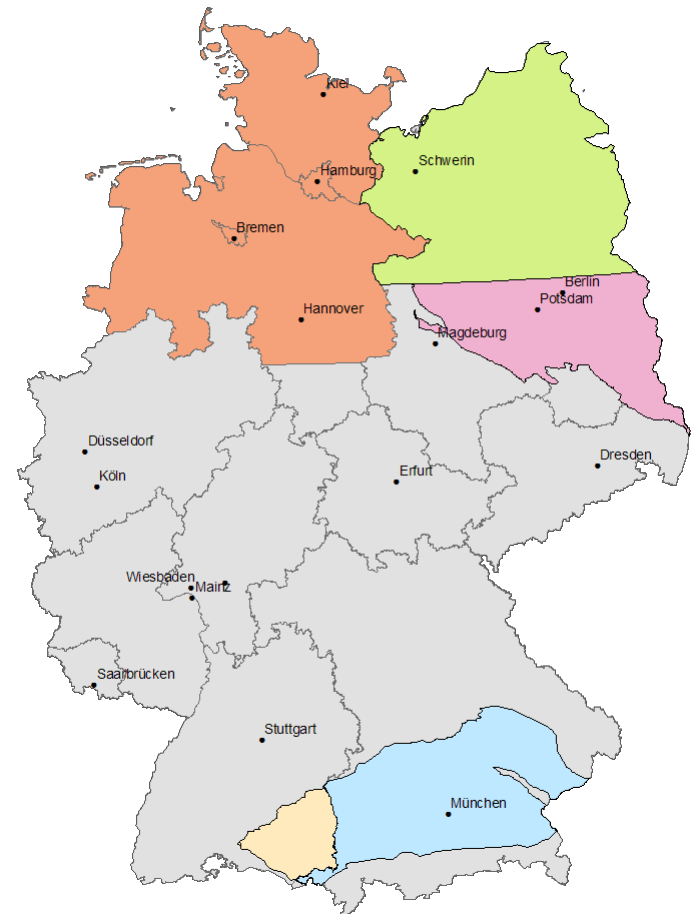 Kiel
Schwerin
Hamburg
Bremen
Berlin
Potsdam
Hannover
Magdeburg
Düsseldorf
Dresden
Erfurt
Köln
Wiesbaden
Mainz
Saarbrücken
Stuttgart
München